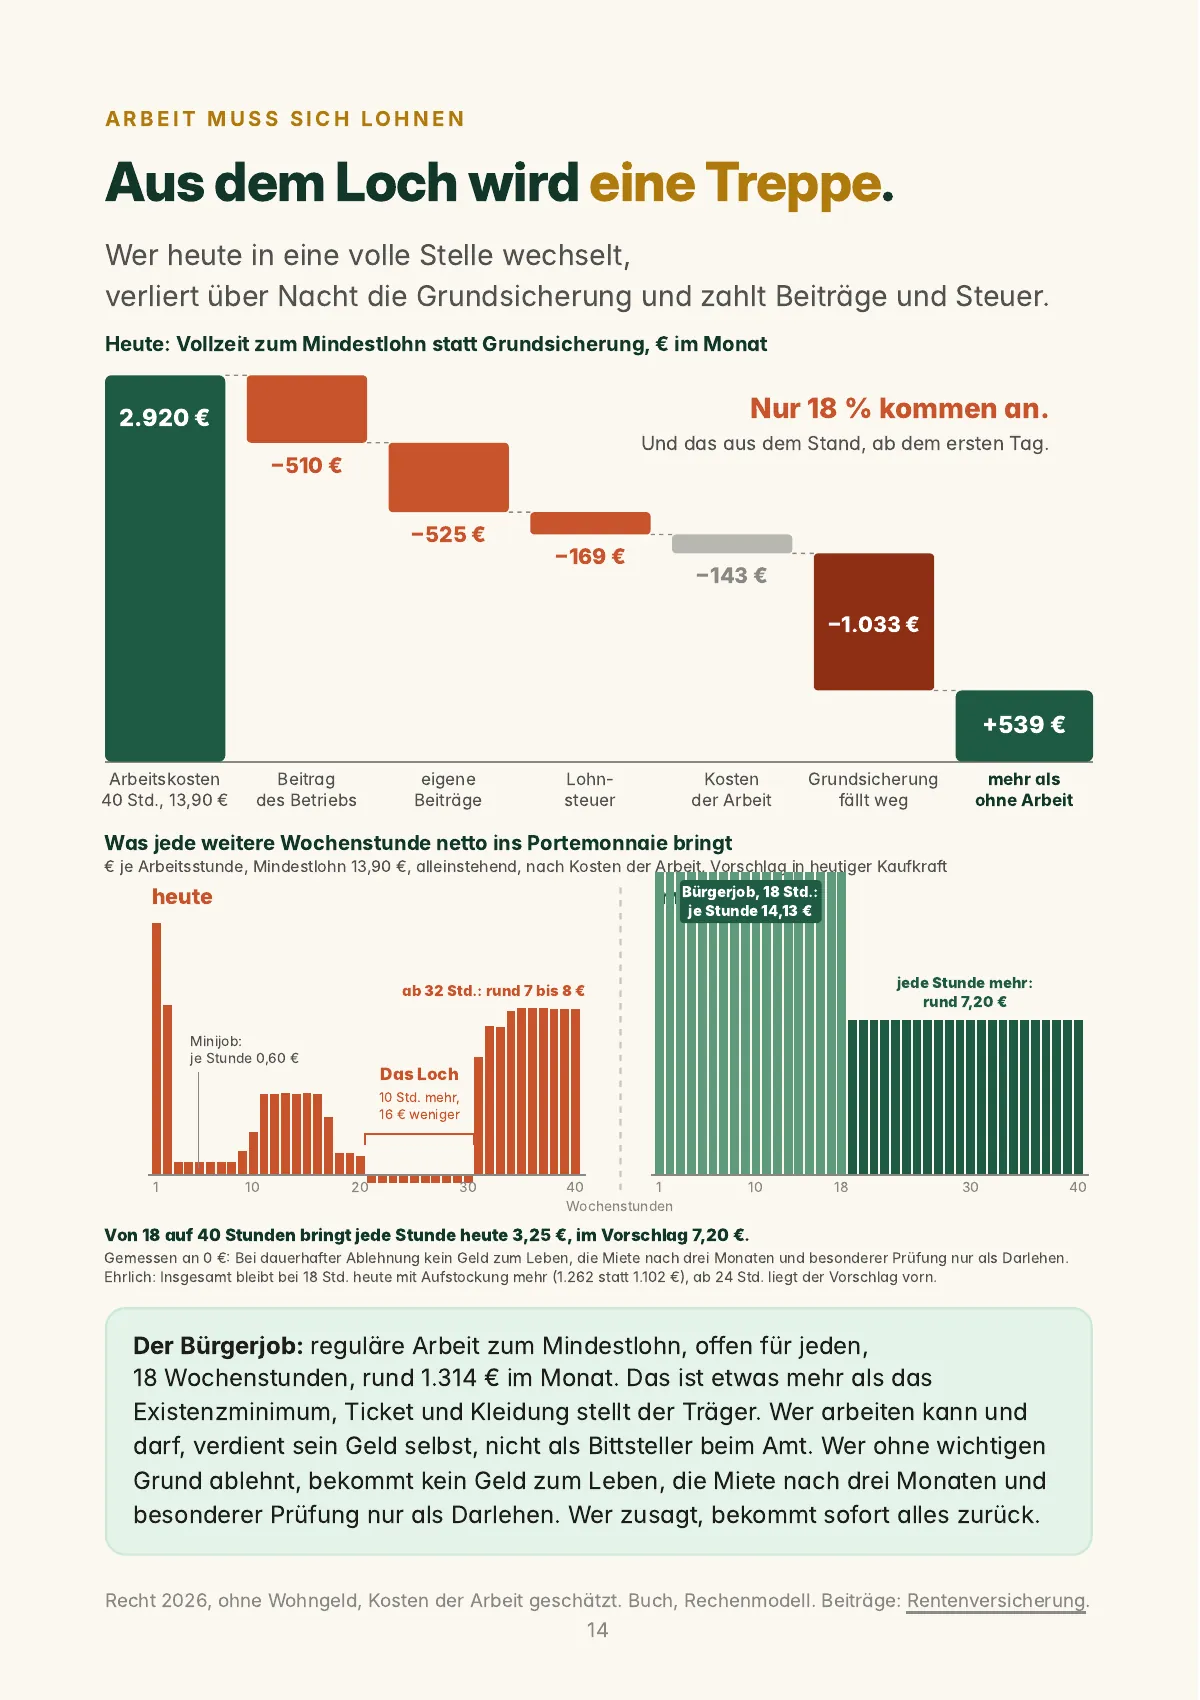 ARBEIT MUSS SICH LOHNEN
Aus dem Loch wird eine Treppe.
Wer heute in eine volle Stelle wechselt,
verliert über Nacht die Grundsicherung und zahlt Beiträge und Steuer.
Heute: Vollzeit zum Mindestlohn statt Grundsicherung, € im Monat
2.920 €
−510 €
−525 €
−169 €
−143 €
−1.033 €
+539 €
Nur 18 % kommen an.
Und das aus dem Stand, ab dem ersten Tag.
Arbeitskosten
40 Std., 13,90 €
Beitrag
des Betriebs
eigene
Beiträge
Lohn-
steuer
Kosten
der Arbeit
Grundsicherung
fällt weg
mehr als
ohne Arbeit
Was jede weitere Wochenstunde netto ins Portemonnaie bringt
€ je Arbeitsstunde, Mindestlohn 13,90 €, alleinstehend, nach Kosten der Arbeit, Vorschlag in heutiger Kaufkraft
heute
Minijob:
je Stunde 0,60 €
Das Loch
10 Std. mehr,
16 € weniger
ab 32 Std.: rund 7 bis 8 €
1 10 20 30 40
Bürgerjob, 18 Std.:
je Stunde 14,13 €
jede Stunde mehr:
rund 7,20 €
1 10 18 30 40
Wochenstunden
Von 18 auf 40 Stunden bringt jede Stunde heute 3,25 €, im Vorschlag 7,20 €.
Gemessen an 0 €: Bei dauerhafter Ablehnung kein Geld zum Leben, die Miete nach drei Monaten und besonderer Prüfung nur als Darlehen.
Ehrlich: Insgesamt bleibt bei 18 Std. heute mit Aufstockung mehr (1.262 statt 1.102 €), ab 24 Std. liegt der Vorschlag vorn.
Der Bürgerjob: reguläre Arbeit zum Mindestlohn, offen für jeden,
18 Wochenstunden, rund 1.314 € im Monat. Das ist etwas mehr als das
Existenzminimum, Ticket und Kleidung stellt der Träger. Wer arbeiten kann und
darf, verdient sein Geld selbst, nicht als Bittsteller beim Amt. Wer ohne wichtigen
Grund ablehnt, bekommt kein Geld zum Leben, die Miete nach drei Monaten und
besonderer Prüfung nur als Darlehen. Wer zusagt, bekommt sofort alles zurück.
Recht 2026, ohne Wohngeld, Kosten der Arbeit geschätzt. Buch, Rechenmodell. Beiträge: Rentenversicherung.
14